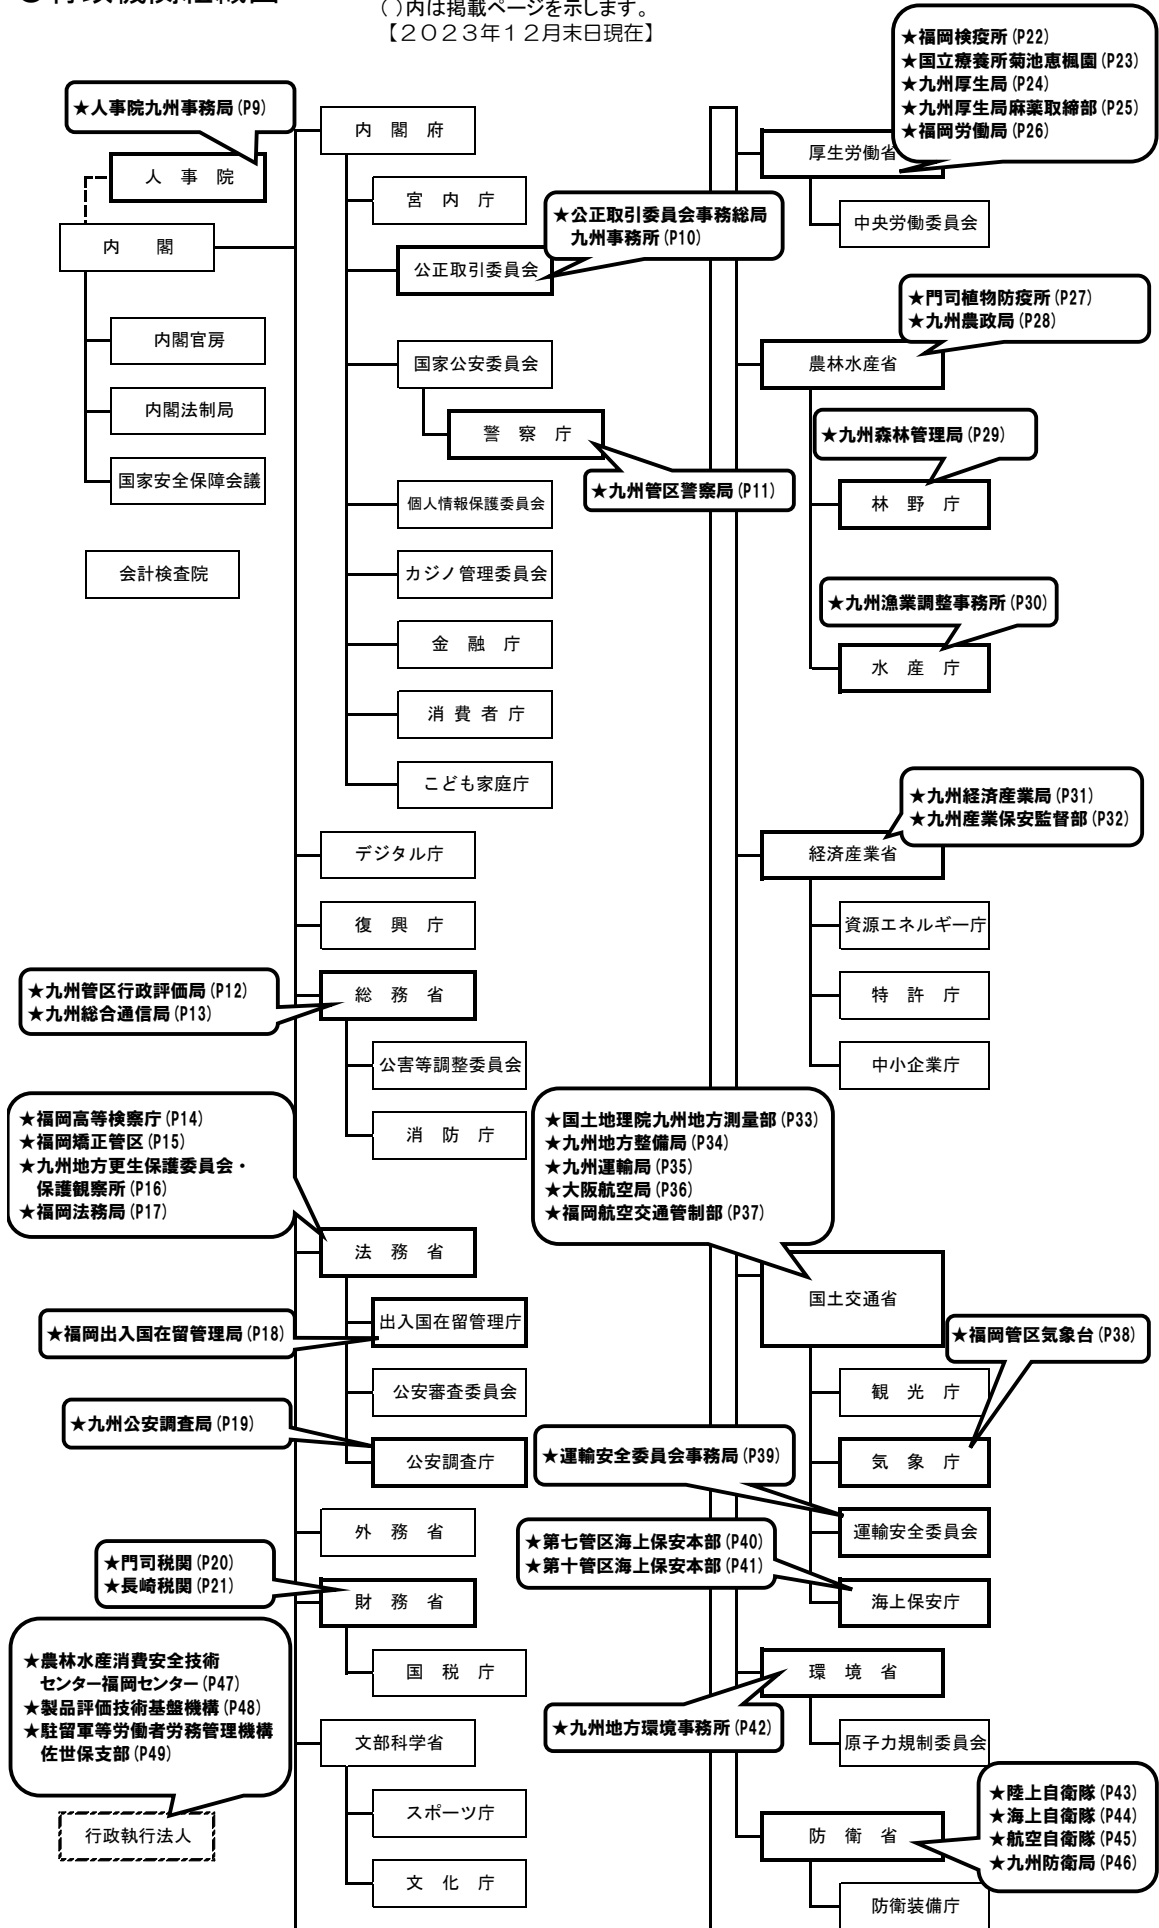 ()内は掲載ページを示します。
【2023年12月末日現在】
★人事院九州事務局(P9)
人 事 院
内 閣
内閣官房
内閣法制局
国家安全保障会議
会計検査院
内 閣 府
宮 内 庁
★公正取引委員会事務総局
九州事務所(P10)
公正取引委員会
国家公安委員会
警 察 庁
★九州管区警察局(P11)
個人情報保護委員会
カジノ管理委員会
金 融 庁
消 費 者 庁
こども家庭庁
デジタル庁
復 興 庁
★九州管区行政評価局(P12)
★九州総合通信局(P13)
総 務 省
公害等調整委員会
消 防 庁
★福岡高等検察庁(P14)
★福岡矯正管区(P15)
★九州地方更生保護委員会・
保護観察所(P16)
★福岡法務局(P17)
法 務 省
★福岡出入国在留管理局(P18)
出入国在留管理庁
公安審査委員会
★九州公安調査局(P19)
公安調査庁
外 務 省
★門司税関(P20)
★長崎税関(P21)
財 務 省
国 税 庁
文部科学省
スポーツ庁
文 化 庁
★農林水産消費安全技術
センター福岡センター(P47)
★製品評価技術基盤機構(P48)
★駐留軍等労働者労務管理機構
佐世保支部(P49)
行政執行法人
★福岡検疫所(P22)
★国立療養所菊池恵楓園(P23)
★九州厚生局(P24)
★九州厚生局麻薬取締部(P25)
★福岡労働局(P26)
厚生労働省
中央労働委員会
★門司植物防疫所(P27)
★九州農政局(P28)
農林水産省
★九州森林管理局(P29)
林 野 庁
★九州漁業調整事務所(P30)
水 産 庁
★九州経済産業局(P31)
★九州産業保安監督部(P32)
経済産業省
資源エネルギー庁
特 許 庁
中小企業庁
★国土地理院九州地方測量部(P33)
★九州地方整備局(P34)
★九州運輸局(P35)
★大阪航空局(P36)
★福岡航空交通管制部(P37)
国土交通省
★福岡管区気象台(P38)
観 光 庁
気 象 庁
★運輸安全委員会事務局(P39)
運輸安全委員会
★第七管区海上保安本部(P40)
★第十管区海上保安本部(P41)
海上保安庁
環 境 省
★九州地方環境事務所(P42)
原子力規制委員会
★陸上自衛隊(P43)
★海上自衛隊(P44)
★航空自衛隊(P45)
★九州防衛局(P46)
防 衛 省
防衛装備庁